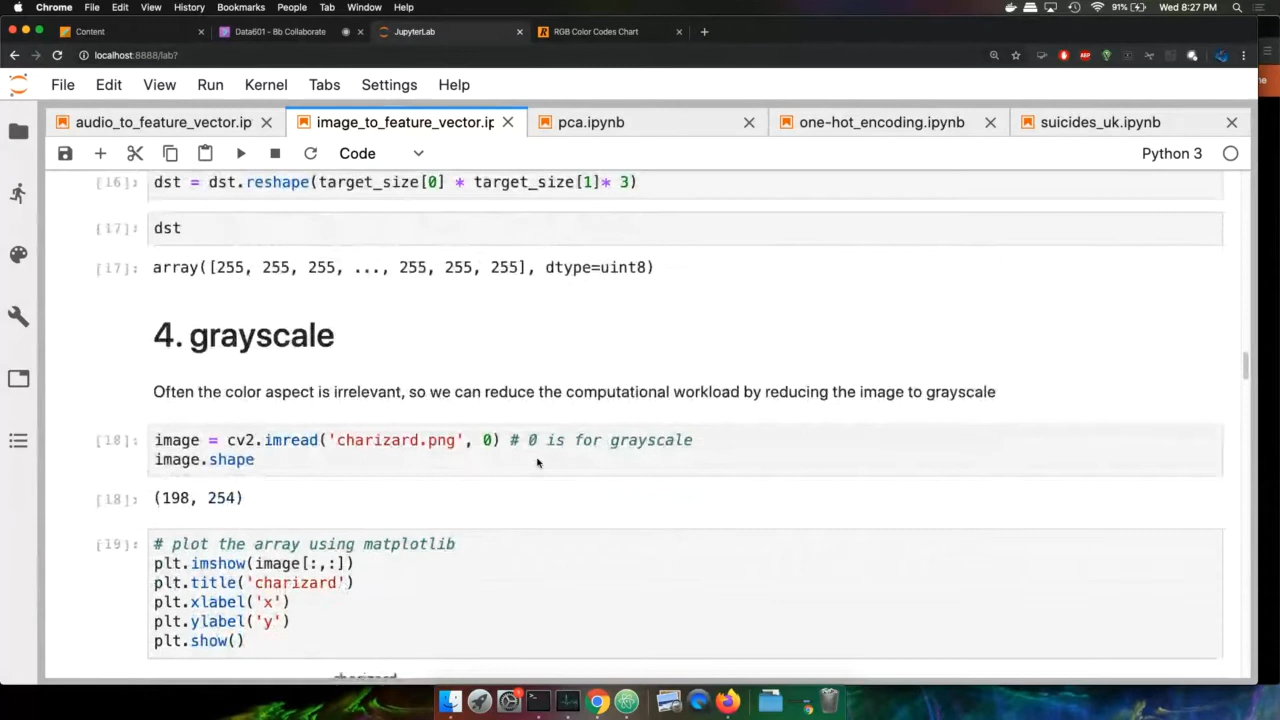 Chrome File Edit View History Bookmarks People Tab Window Help 91% Wed 8:27 PM
Content Data601 - Bb Collaborate JupyterLab RGB Color Codes Chart
localhost:8888/lab?
File Edit View Run Kernel Tabs Settings Help
audio_to_feature_vector.ip image_to_feature_vector.ip pca.ipynb one-hot_encoding.ipynb suicides_uk.ipynb
Code Python 3
[16]: dst = dst.reshape(target_size[0] * target_size[1]* 3)
[17]: dst
[17]: array([255, 255, 255, ..., 255, 255, 255], dtype=uint8)
4. grayscale
Often the color aspect is irrelevant, so we can reduce the computational workload by reducing the image to grayscale
[18]: image = cv2.imread('charizard.png', 0) # 0 is for grayscale
image.shape
[18]: (198, 254)
[19]: # plot the array using matplotlib
plt.imshow(image[:,:])
plt.title('charizard')
plt.xlabel('x')
plt.ylabel('y')
plt.show()
charizard